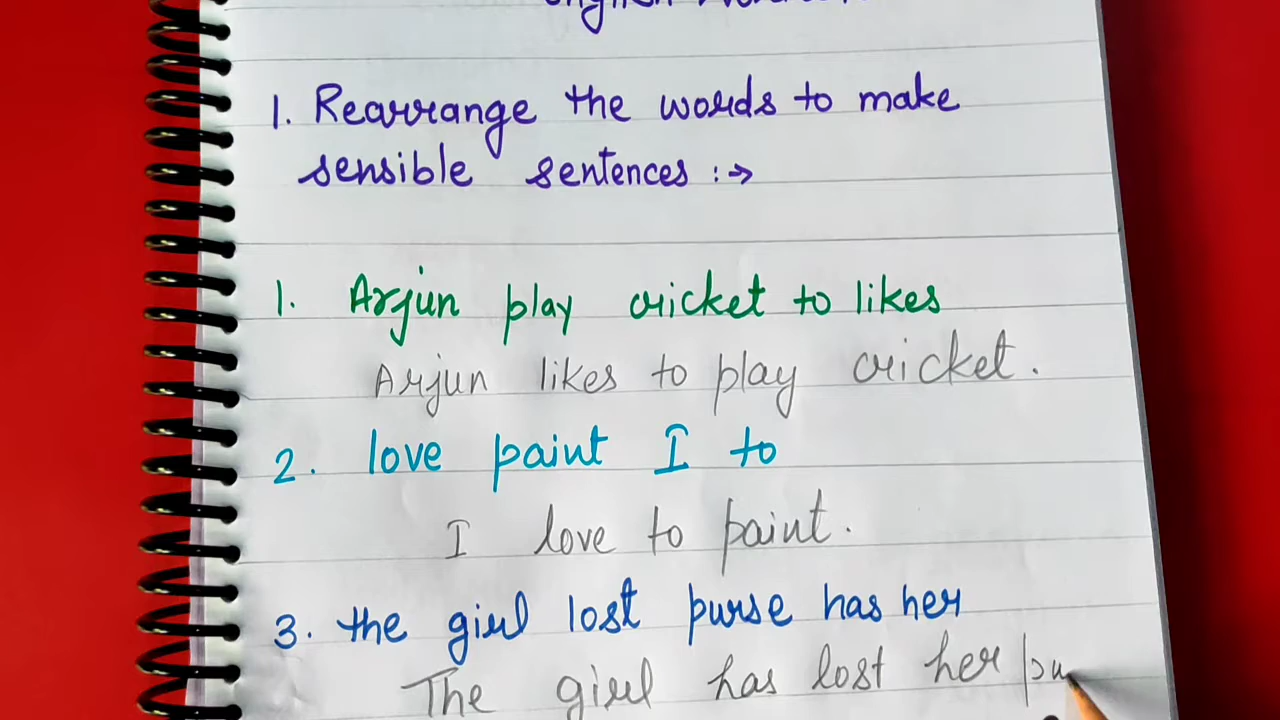 1. Rearrange the words to make
sensible sentences :→
1. Arjun play cricket to likes
Arjun likes to play cricket.
2. love paint I to
I love to paint.
3. the girl lost purse has her
The girl has lost her pu